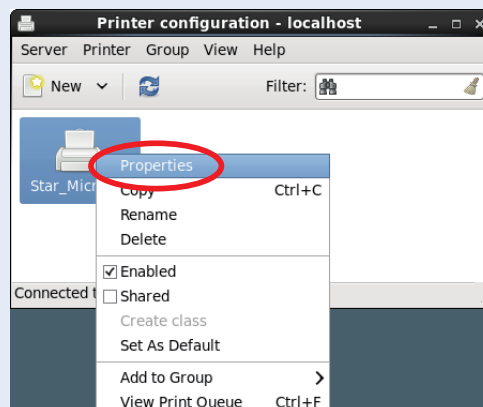 Printer configuration - localhost
Server Printer Group View Help
New Filter:
Star_Micr
Properties
Copy Ctrl+C
Rename
Delete
Enabled
Connected t
Shared
Create class
Set As Default
Add to Group
View Print Queue Ctrl+F